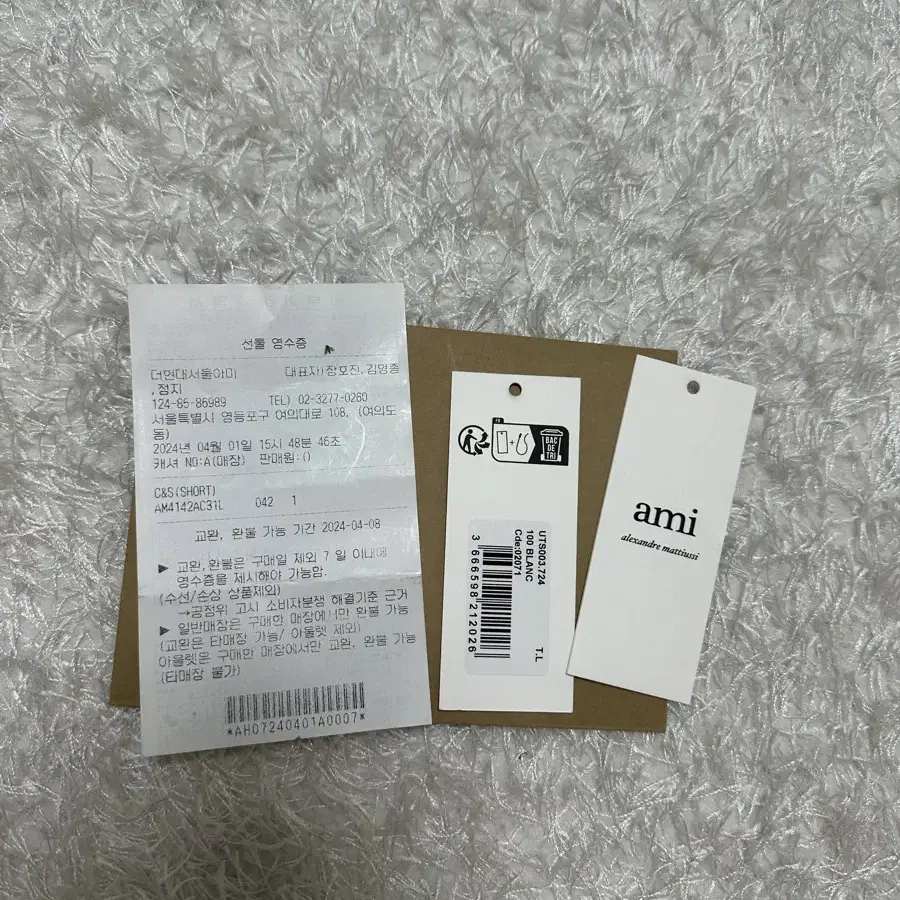 선물 영수증
더현대서울아미 대표자)장호진,김형종
,점지
124-85-86989 TEL) 02-3277-0260
서울특별시 영등포구 여의대로 108, (여의도
동)
2024년 04월 01일 15시 48분 46초
캐셔 NO:A(매장) 판매원:()
C&S(SHORT)
AM4142AC31L 042 1
교환, 환불 가능 기간 2024-04-08
▶ 교환,환불은 구매일 제외 7 일 이내에
영수증을 제시해야 가능함.
(수선/손상 상품제외)
→공정위 고시 소비자분쟁 해결기준 근거
▶ 일반매장은 구매한 매장에서만 환불 가능
(교환은 타매장 가능/ 아울렛 제외)
아울렛은 구매한 매장에서만 교환, 환불 가능
(타매장 불가)
*AH07240401A0007*
FR
BAC
DE
TRI
UTS003.724
100 BLANC
Cde:02071
T.L
3 666598 212026
ami
alexandre mattiussi